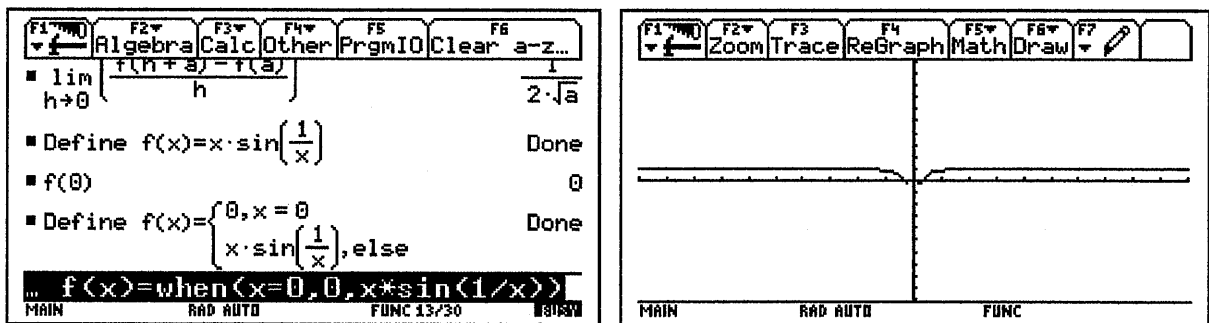 F1 F2 F3 F4 F5 F6
Algebra Calc Other PrgmIO Clear a-z…
lim h→0 (f(h + a) - f(a) / h) 1 / 2·√a
Define f(x)=x·sin(1/x) Done
f(0) 0
Define f(x)={0,x = 0 Done
x·sin(1/x),else
… f(x)=when(x=0,0,x*sin(1/x))
MAIN RAD AUTO FUNC 13/30 BUSY
F1 F2 F3 F4 F5 F6 F7
Zoom Trace ReGraph Math Draw
MAIN RAD AUTO FUNC